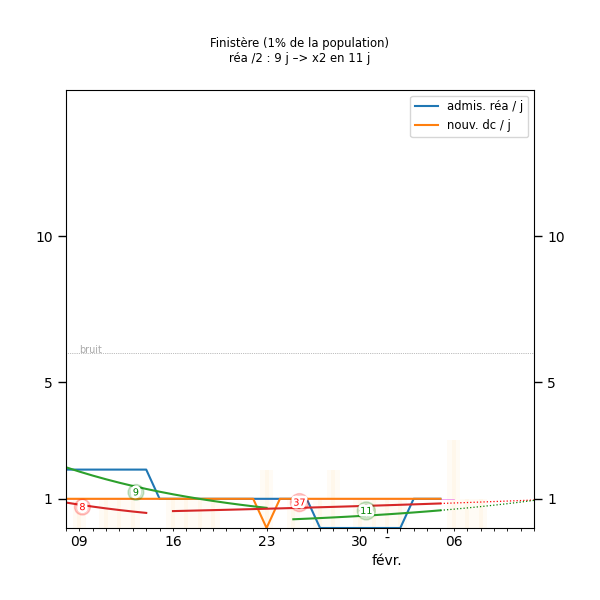 Finistère (1% de la population)
réa /2 : 9 j –> x2 en 11 j
admis. réa / j
nouv. dc / j
10
10
bruit
5
5
9
8
37
11
1
1
09
16
23
30
06
févr.